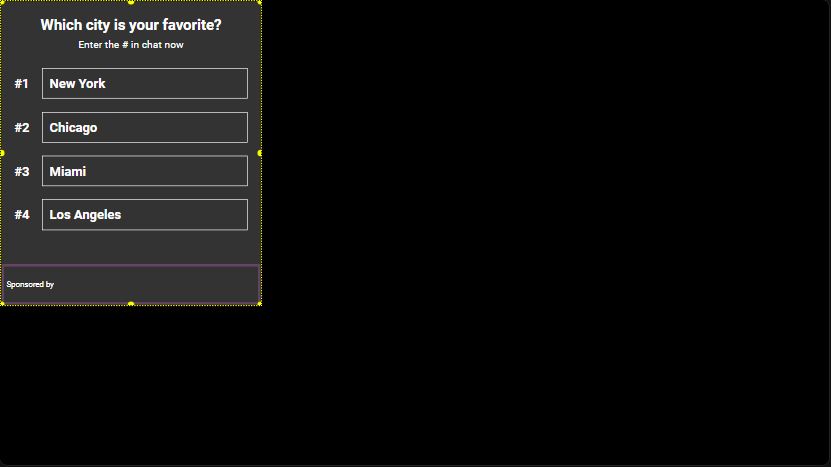 Which city is your favorite?
Enter the # in chat now
#1 New York
#2 Chicago
#3 Miami
#4 Los Angeles
Sponsored by